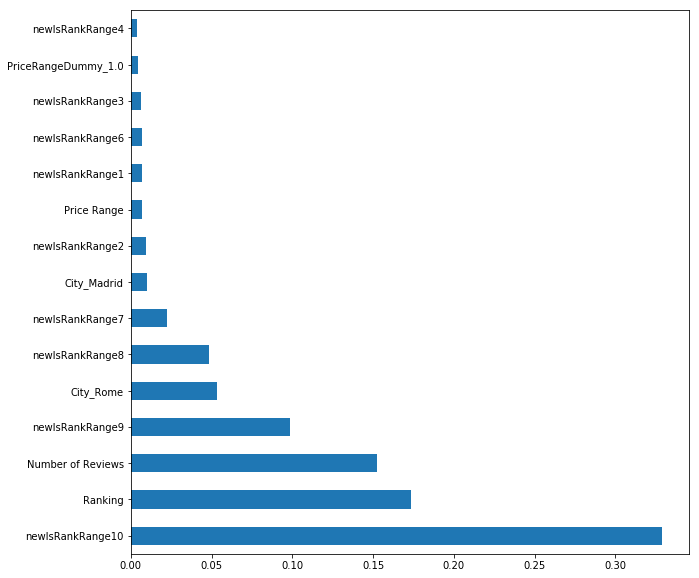 newIsRankRange4
PriceRangeDummy_1.0
newIsRankRange3
newIsRankRange6
newIsRankRange1
Price Range
newIsRankRange2
City_Madrid
newIsRankRange7
newIsRankRange8
City_Rome
newIsRankRange9
Number of Reviews
Ranking
newIsRankRange10
0.00 0.05 0.10 0.15 0.20 0.25 0.30